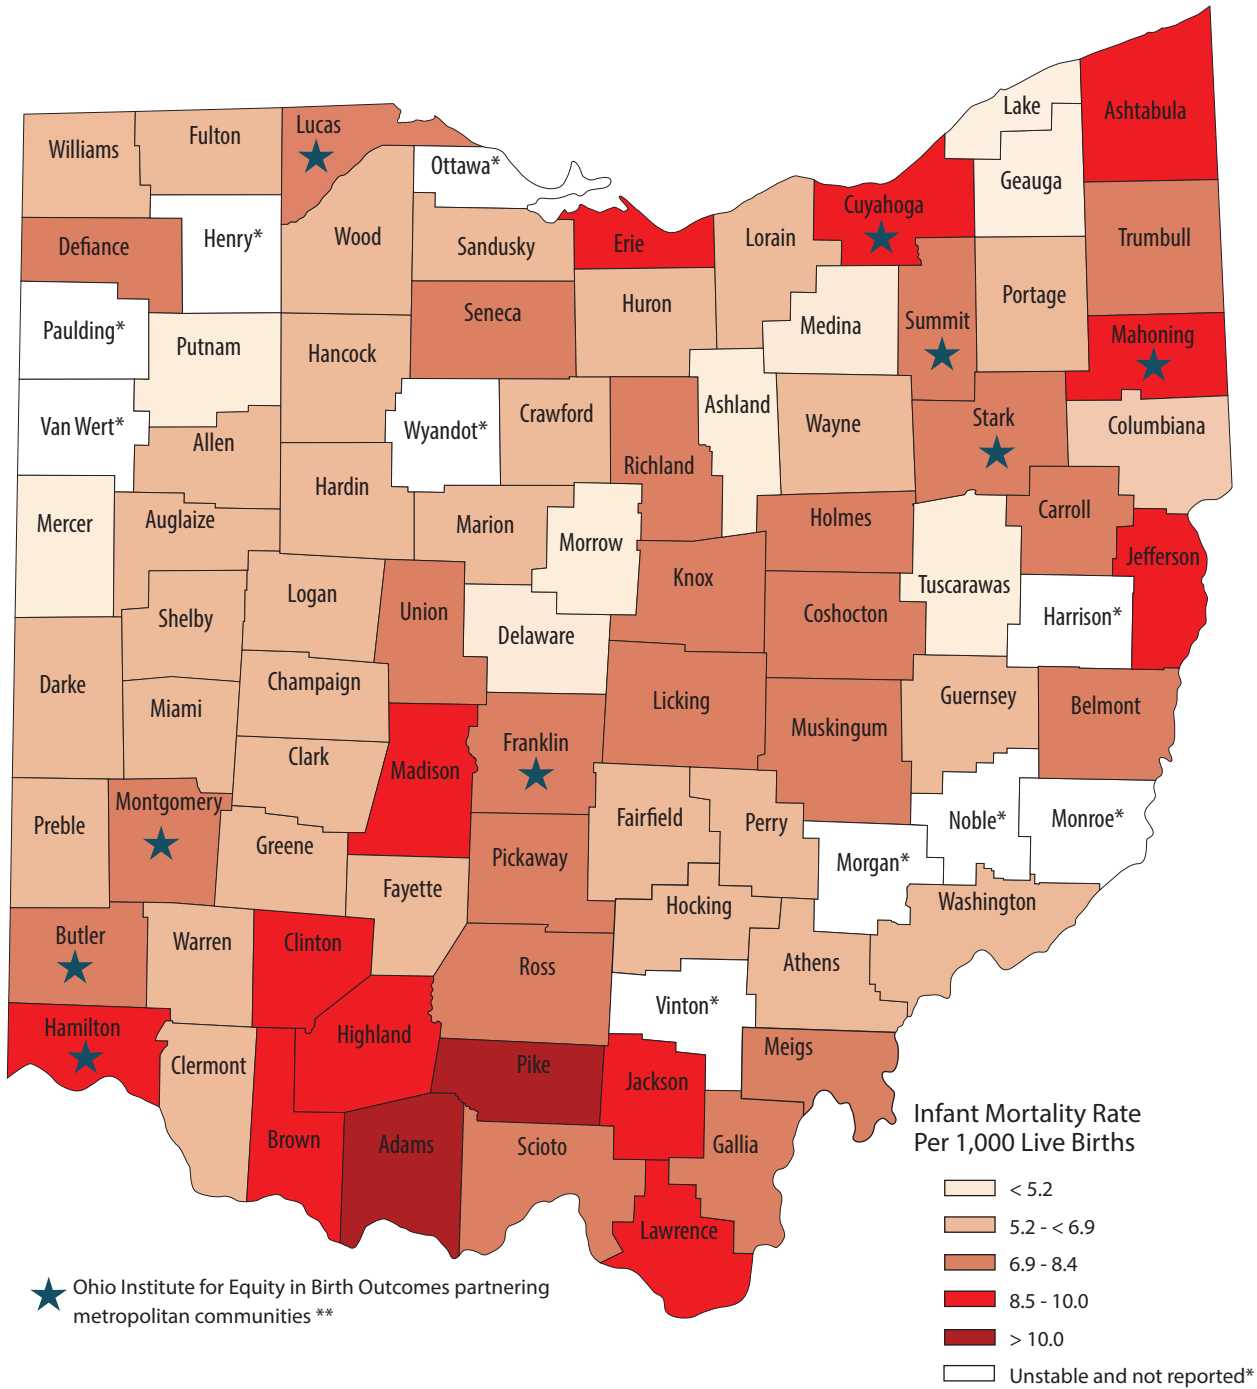 Lake
Ashtabula
Lucas
Fulton
Williams
Ottawa*
Geauga
Cuyahoga
Henry*
Wood
Lorain
Trumbull
Defiance
Sandusky
Erie
Portage
Huron
Seneca
Summit
Medina
Paulding*
Mahoning
Putnam
Hancock
Ashland
Crawford
Stark
Wayne
Columbiana
Van Wert*
Wyandot*
Allen
Richland
Hardin
Carroll
Holmes
Auglaize
Mercer
Marion
Morrow
Jefferson
Knox
Tuscarawas
Logan
Union
Coshocton
Harrison*
Shelby
Delaware
Champaign
Darke
Guernsey
Licking
Belmont
Miami
Muskingum
Franklin
Clark
Madison
Montgomery
Fairfield
Perry
Noble*
Monroe*
Preble
Greene
Pickaway
Morgan*
Fayette
Washington
Hocking
Butler
Warren
Clinton
Athens
Ross
Vinton*
Hamilton
Highland
Meigs
Clermont
Pike
Jackson
Brown
Adams
Scioto
Gallia
Lawrence
Infant Mortality Rate
Per 1,000 Live Births
< 5.2
5.2 - < 6.9
6.9 - 8.4
8.5 - 10.0
> 10.0
Unstable and not reported*
Ohio Institute for Equity in Birth Outcomes partnering
metropolitan communities **